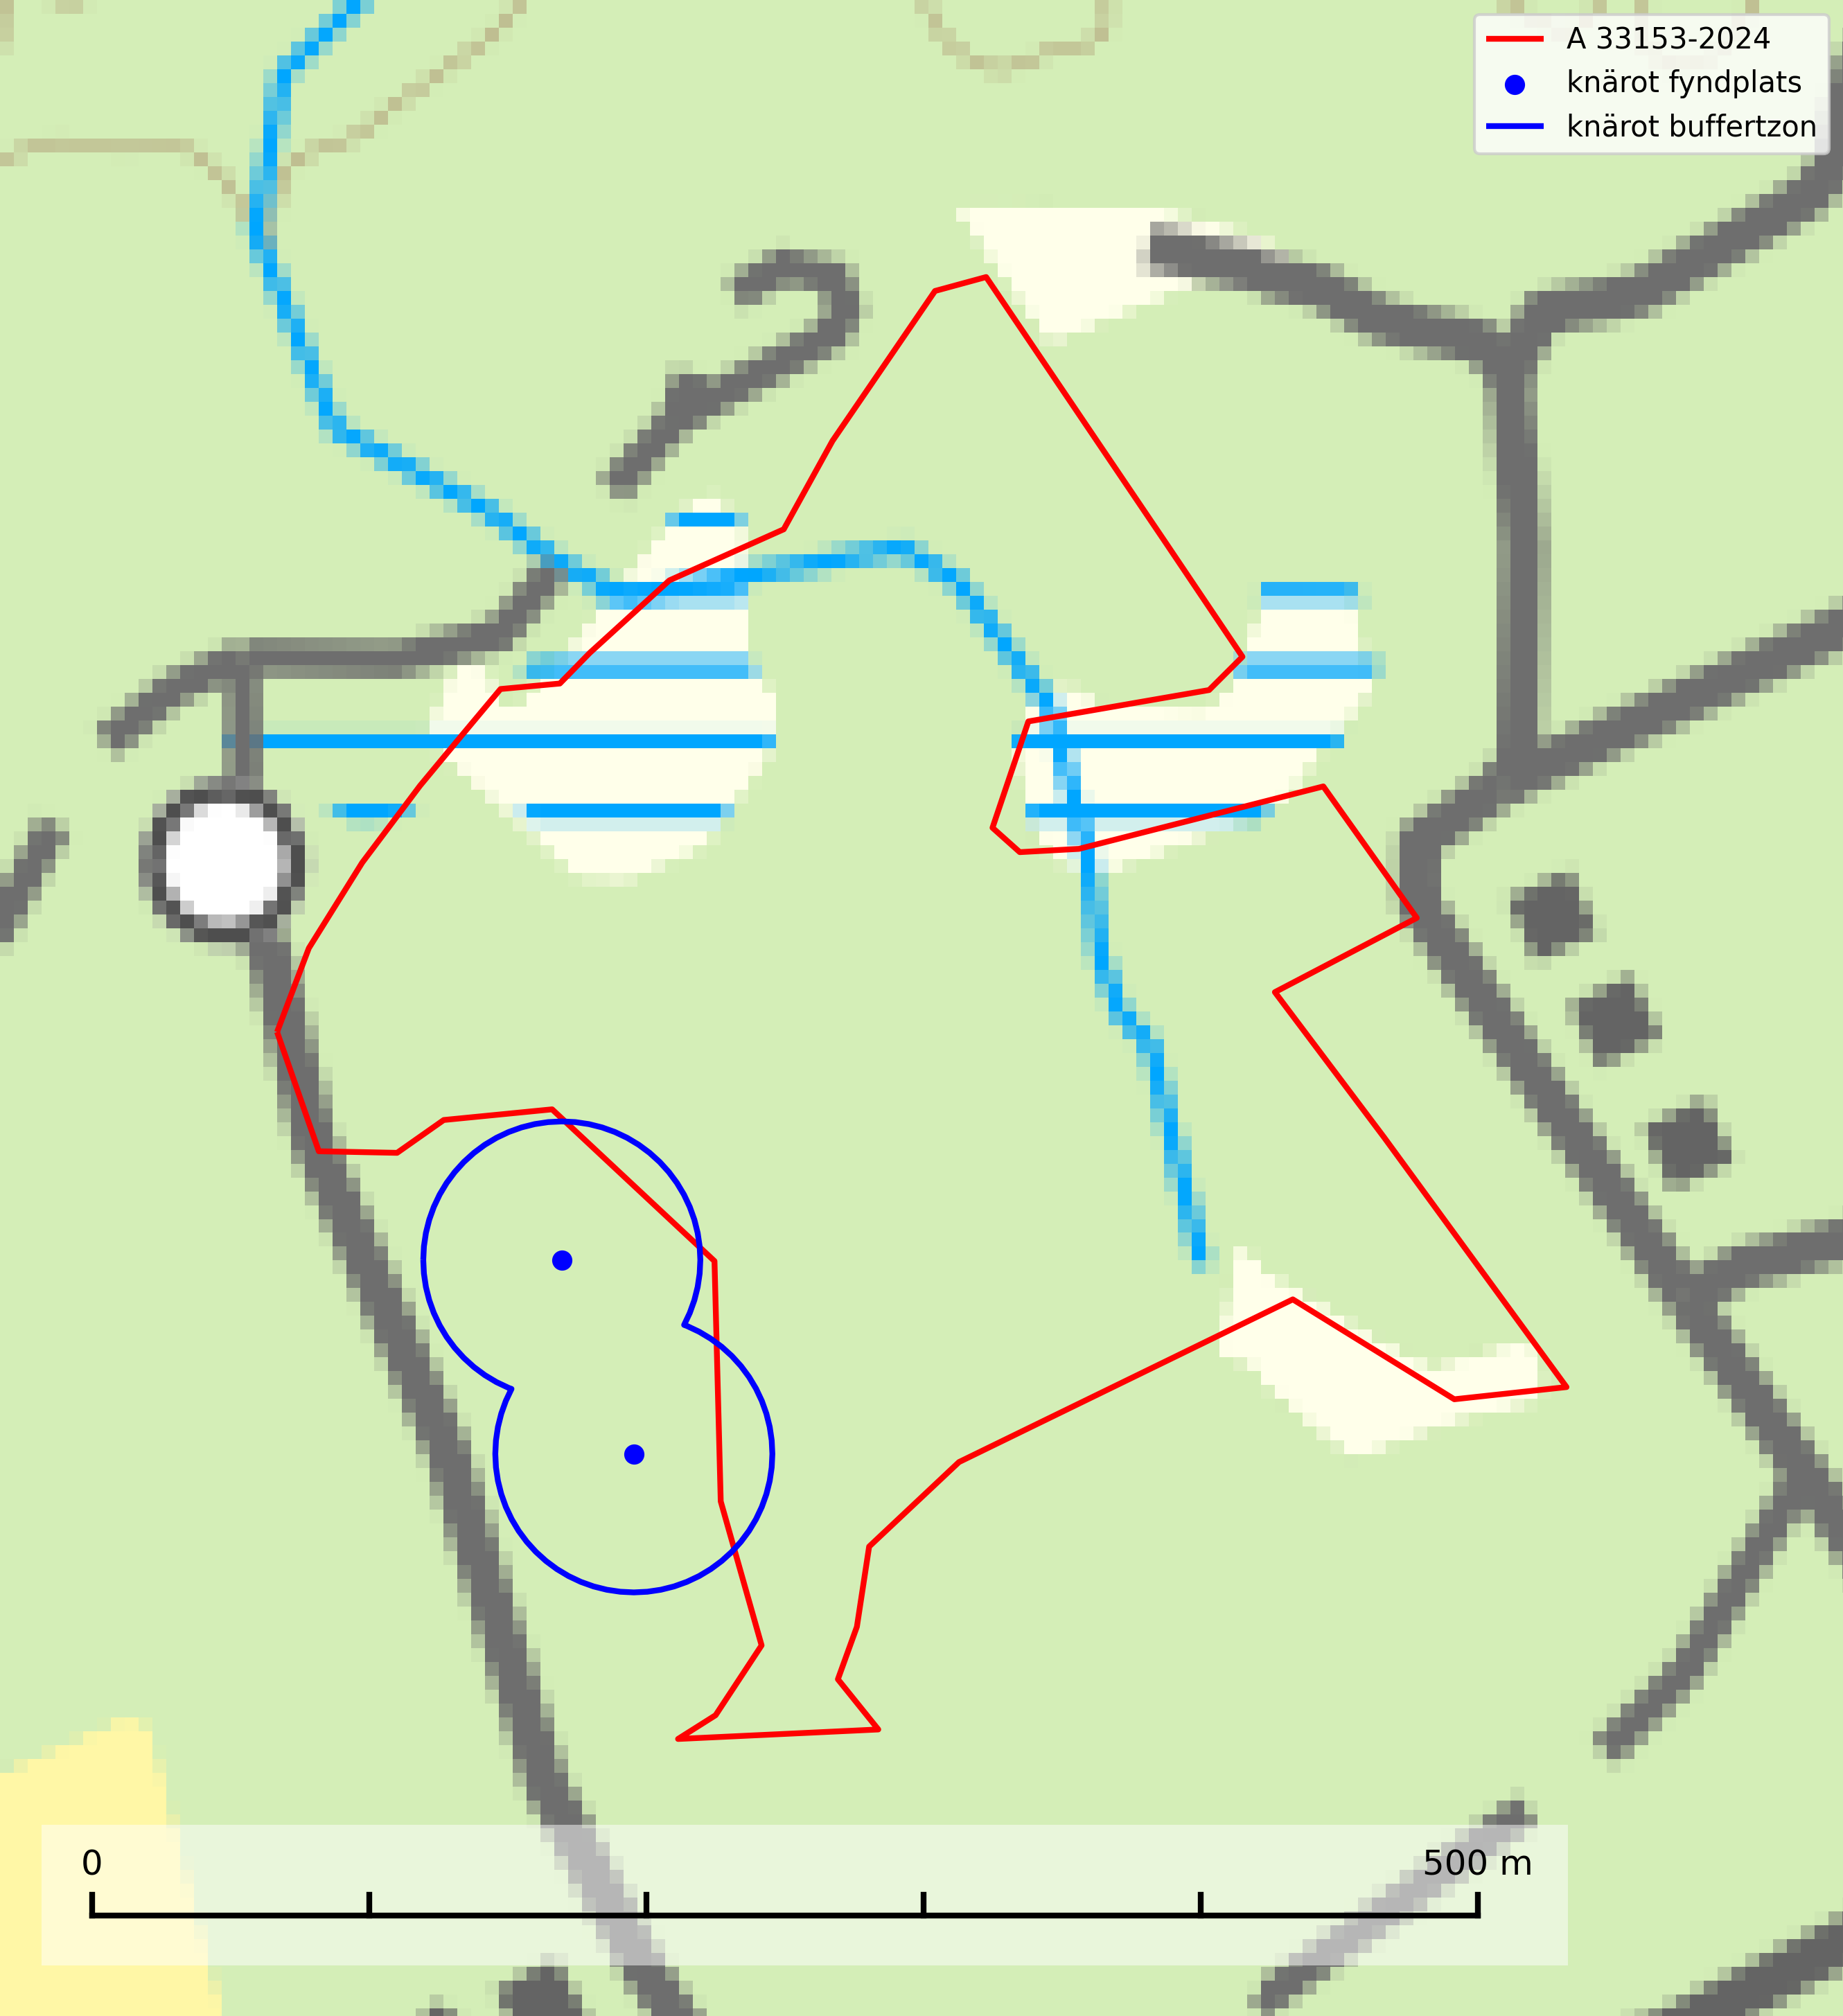 A 33153-2024
knärot fyndplats
knärot buffertzon
0 500 m